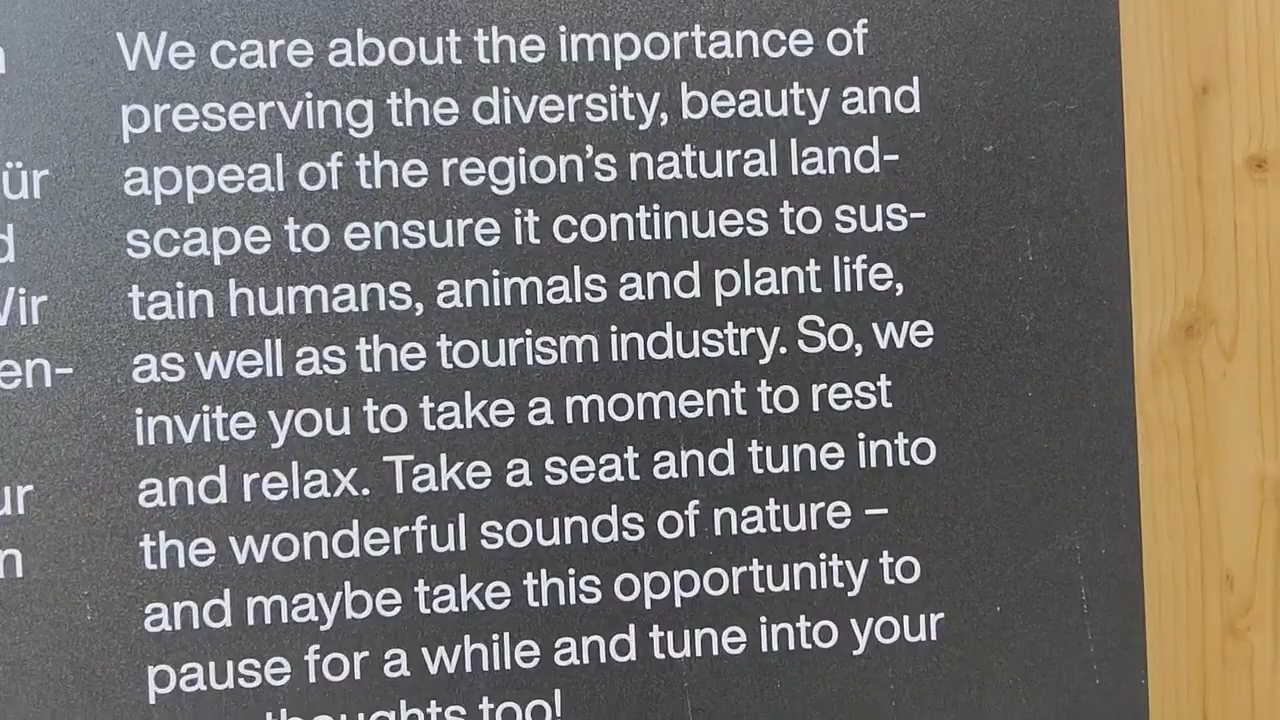 We care about the importance of
preserving the diversity, beauty and
appeal of the region's natural land-
scape to ensure it continues to sus-
tain humans, animals and plant life,
as well as the tourism industry. So, we
invite you to take a moment to rest
and relax. Take a seat and tune into
the wonderful sounds of nature –
and maybe take this opportunity to
pause for a while and tune into your
thoughts too!